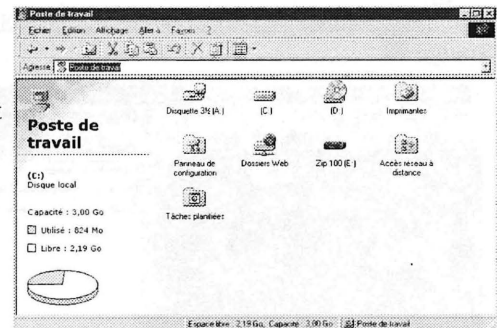 Poste de travail
Fichier Edition Affichage Aller à Favoris ?
Adresse Poste de travail
Poste de
travail
(C:)
Disque local
Capacité : 3,00 Go
Utilisé : 824 Mo
Libre : 2,19 Go
Disquette 3½ (A:) (C:) (D:) Imprimantes
Panneau de
configuration Dossiers Web Zip 100 (E:) Accès réseau à
distance
Tâches planifiées
Espace libre : 2,19 Go, Capacité : 3,00 Go Poste de travail